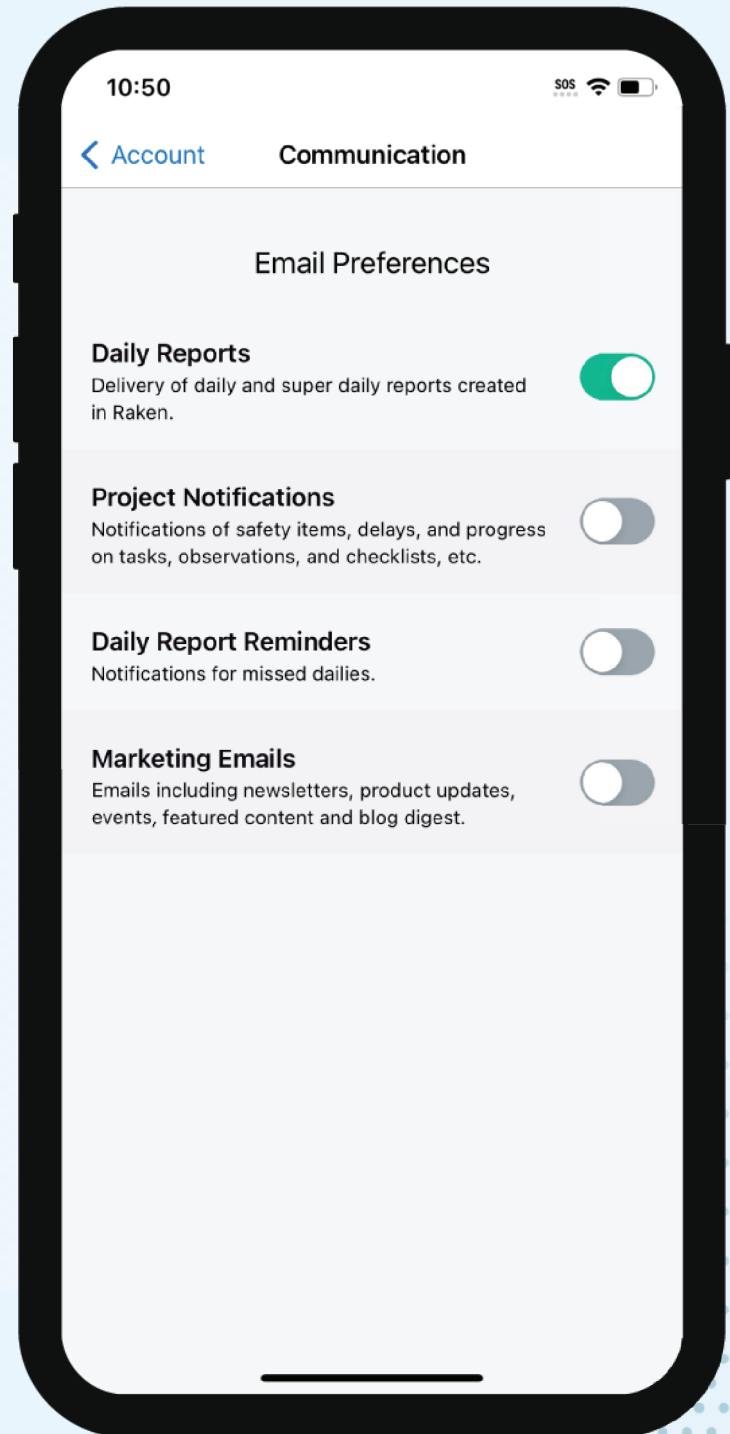 10:50
SOS
Account
Communication
Email Preferences
Daily Reports
Delivery of daily and super daily reports created
in Raken.
Project Notifications
Notifications of safety items, delays, and progress
on tasks, observations, and checklists, etc.
Daily Report Reminders
Notifications for missed dailies.
Marketing Emails
Emails including newsletters, product updates,
events, featured content and blog digest.